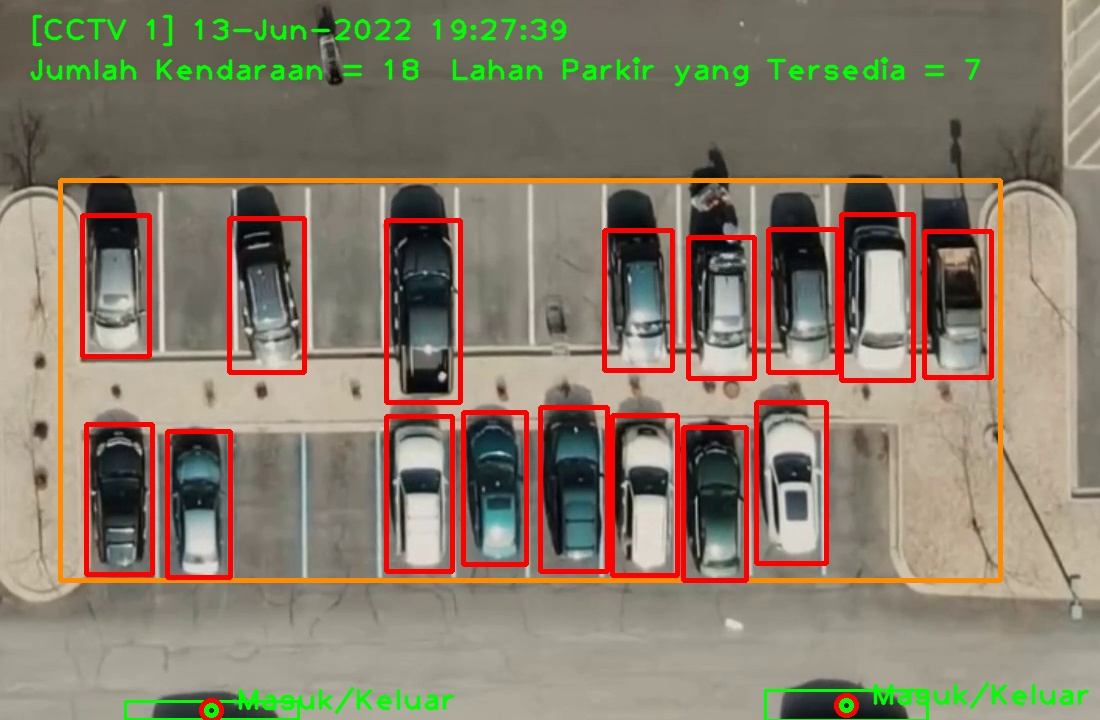 [CCTV 1] 13-Jun-2022 19:27:39
Jumlah Kendaraan = 18  Lahan Parkir yang Tersedia = 7
Masuk/Keluar
Masuk/Keluar